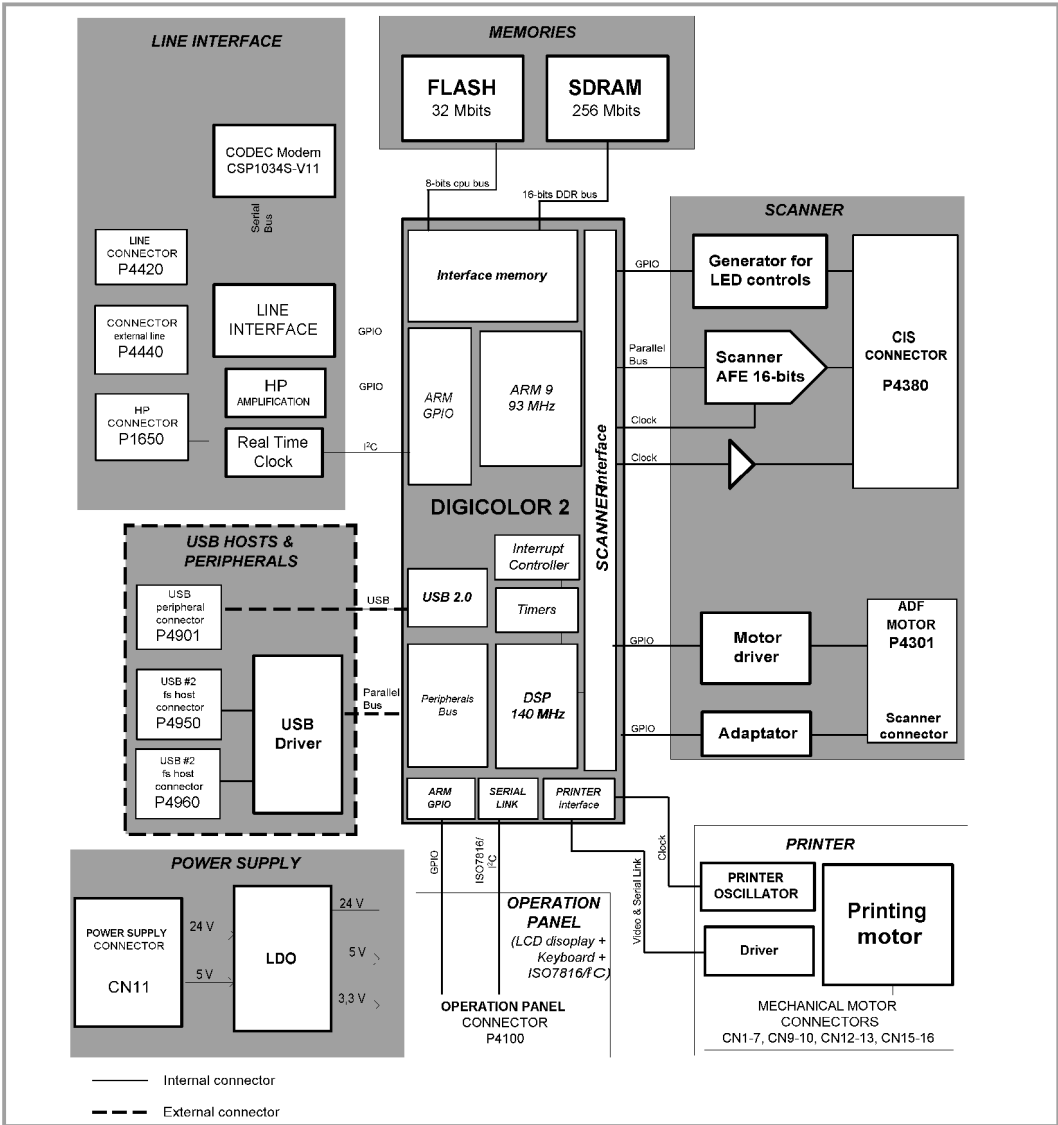 LINE INTERFACE
CODEC Modem
CSP1034S-V11
Serial
Bus
LINE
CONNECTOR
P4420
CONNECTOR
external line
P4440
HP
CONNECTOR
P1650
LINE
INTERFACE
HP
AMPLIFICATION
Real Time
Clock
GPIO
GPIO
I²C
MEMORIES
FLASH
32 Mbits
SDRAM
256 Mbits
8-bits cpu bus
16-bits DDR bus
Interface memory
ARM
GPIO
ARM 9
93 MHz
DIGICOLOR 2
Interrupt
Controller
USB 2.0
Timers
Peripherals
Bus
DSP
140 MHz
ARM
GPIO
SERIAL
LINK
PRINTER
interface
SCANNER Interface
SCANNER
GPIO
Generator for
LED controls
Parallel
Bus
Scanner
AFE 16-bits
Clock
Clock
CIS
CONNECTOR
P4380
GPIO
Motor
driver
ADF
MOTOR
P4301
Scanner
connector
GPIO
Adaptator
USB HOSTS &
PERIPHERALS
USB
peripheral
connector
P4901
USB #2
fs host
connector
P4950
USB #2
fs host
connector
P4960
USB
Driver
USB
Parallel
Bus
POWER SUPPLY
POWER SUPPLY
CONNECTOR
CN11
24 V
5 V
LDO
24 V
5 V
3,3 V
GPIO
ISO7816/
I²C
OPERATION
PANEL
(LCD disoplay +
Keyboard +
ISO7816/I²C)
OPERATION PANEL
CONNECTOR
P4100
Video & Serial Link
Clock
PRINTER
PRINTER
OSCILLATOR
Driver
Printing
motor
MECHANICAL MOTOR
CONNECTORS
CN1-7, CN9-10, CN12-13, CN15-16
Internal connector
External connector